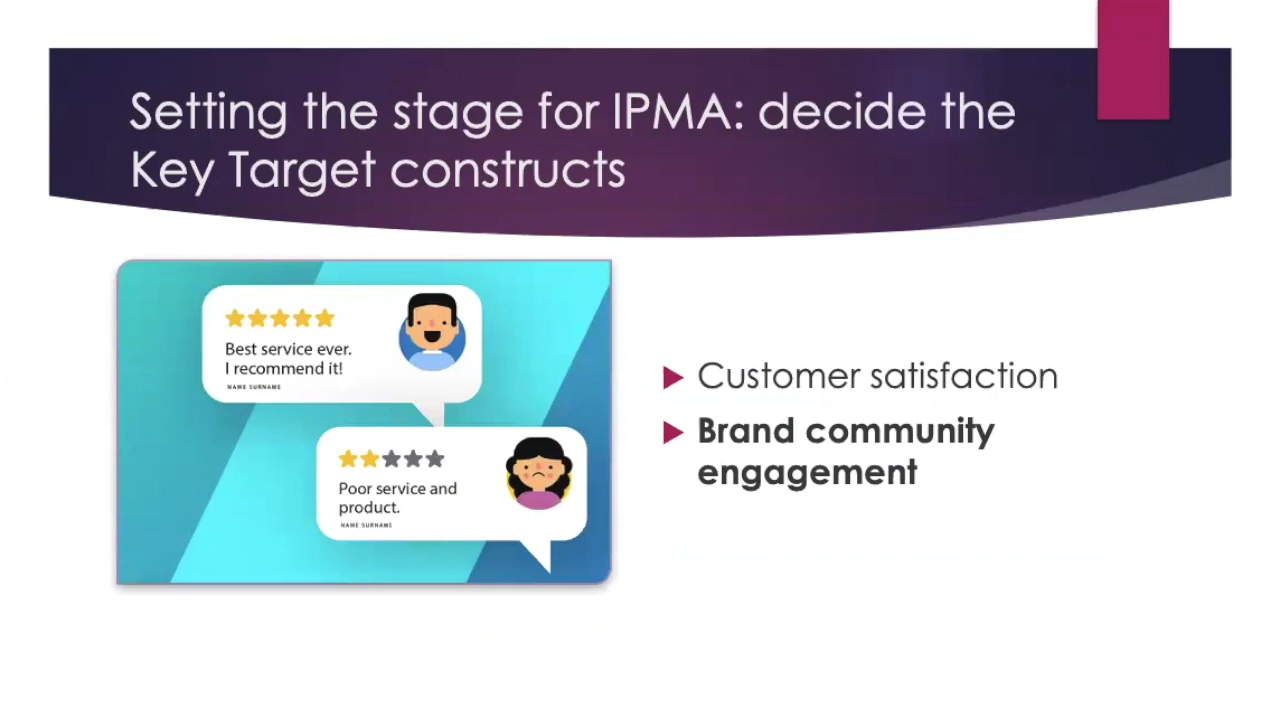 Setting the stage for IPMA: decide the
Key Target constructs
Best service ever.
I recommend it!
NAME SURNAME
Poor service and
product.
NAME SURNAME
Customer satisfaction
Brand community
engagement